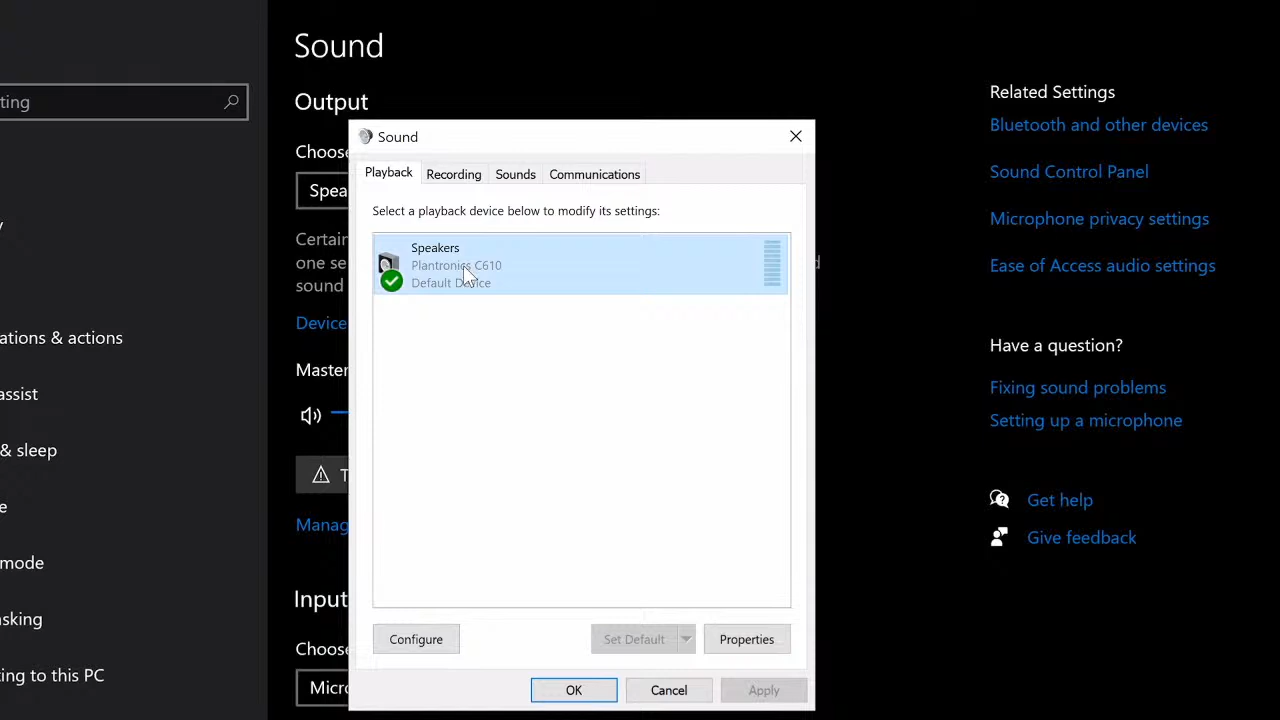 Sound
Output
ting
Choose
Spea
Certain
one se
sound
Device
Master
T
Manag
Input
Choose
Micro
y
ations & actions
assist
& sleep
e
mode
sking
ting to this PC
Sound
Playback
Recording
Sounds
Communications
Select a playback device below to modify its settings:
Speakers
Plantronics C610
Default Device
Configure
Set Default
Properties
OK
Cancel
Apply
d
Related Settings
Bluetooth and other devices
Sound Control Panel
Microphone privacy settings
Ease of Access audio settings
Have a question?
Fixing sound problems
Setting up a microphone
Get help
Give feedback